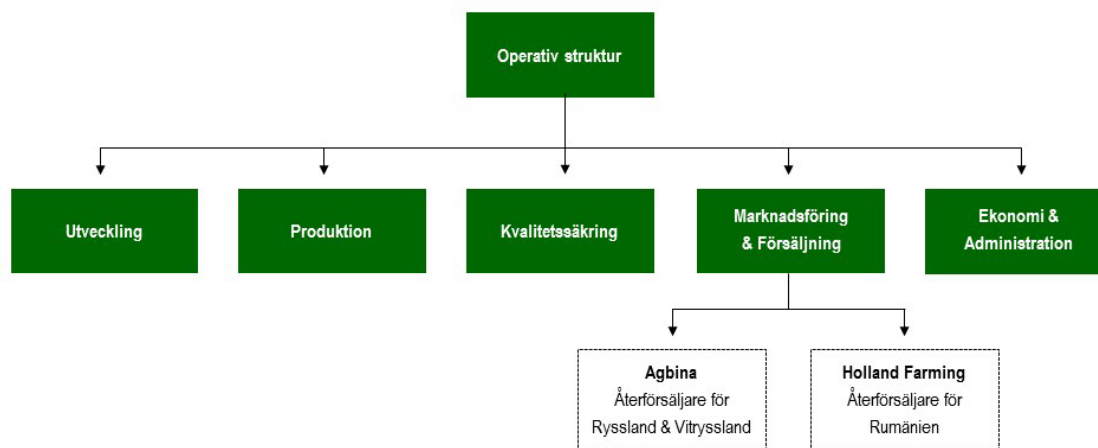 Operativ struktur
Utveckling
Produktion
Kvalitetssäkring
Marknadsföring
& Försäljning
Ekonomi &
Administration
Agbina
Återförsäljare för
Ryssland & Vitryssland
Holland Farming
Återförsäljare för
Rumänien